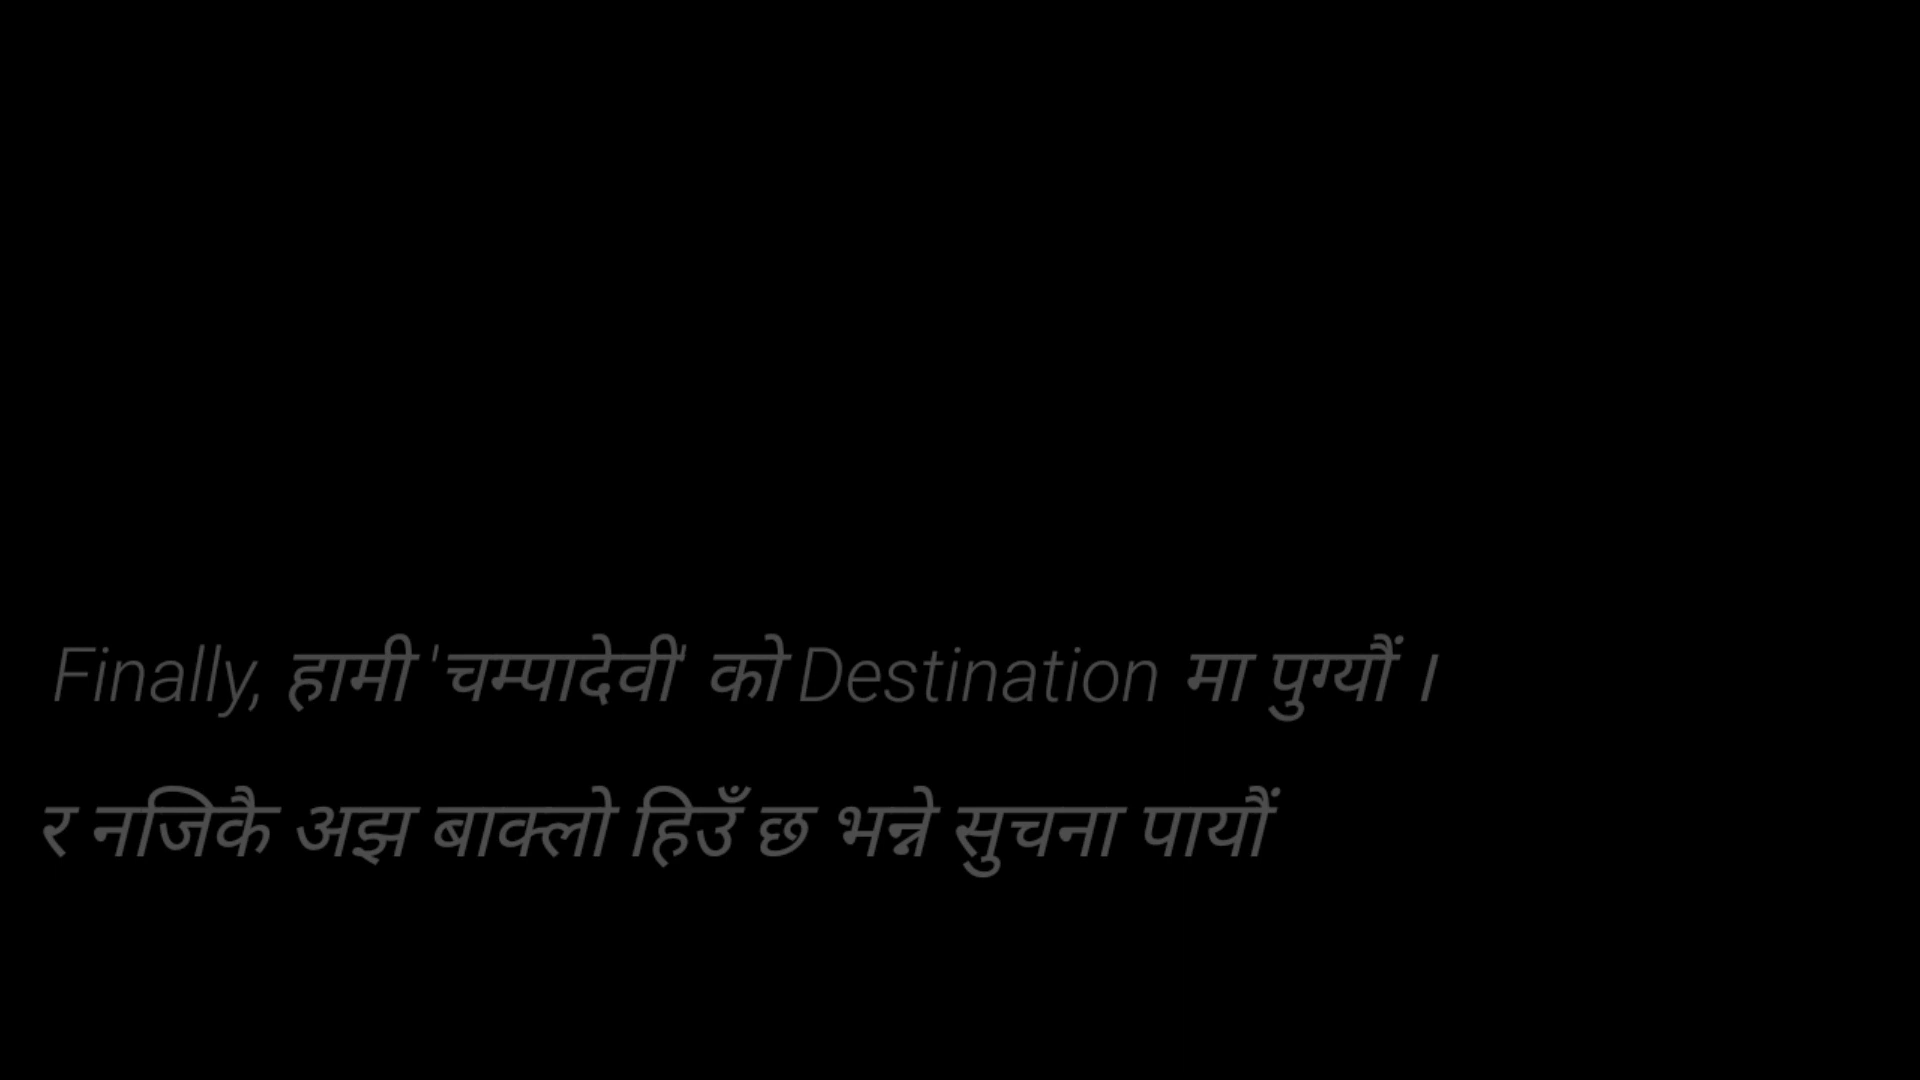 Finally, हामी 'चम्पादेवी' को Destination मा पुग्यौं ।
र नजिकै अझ बाक्लो हिउँ छ भन्ने सुचना पायौं